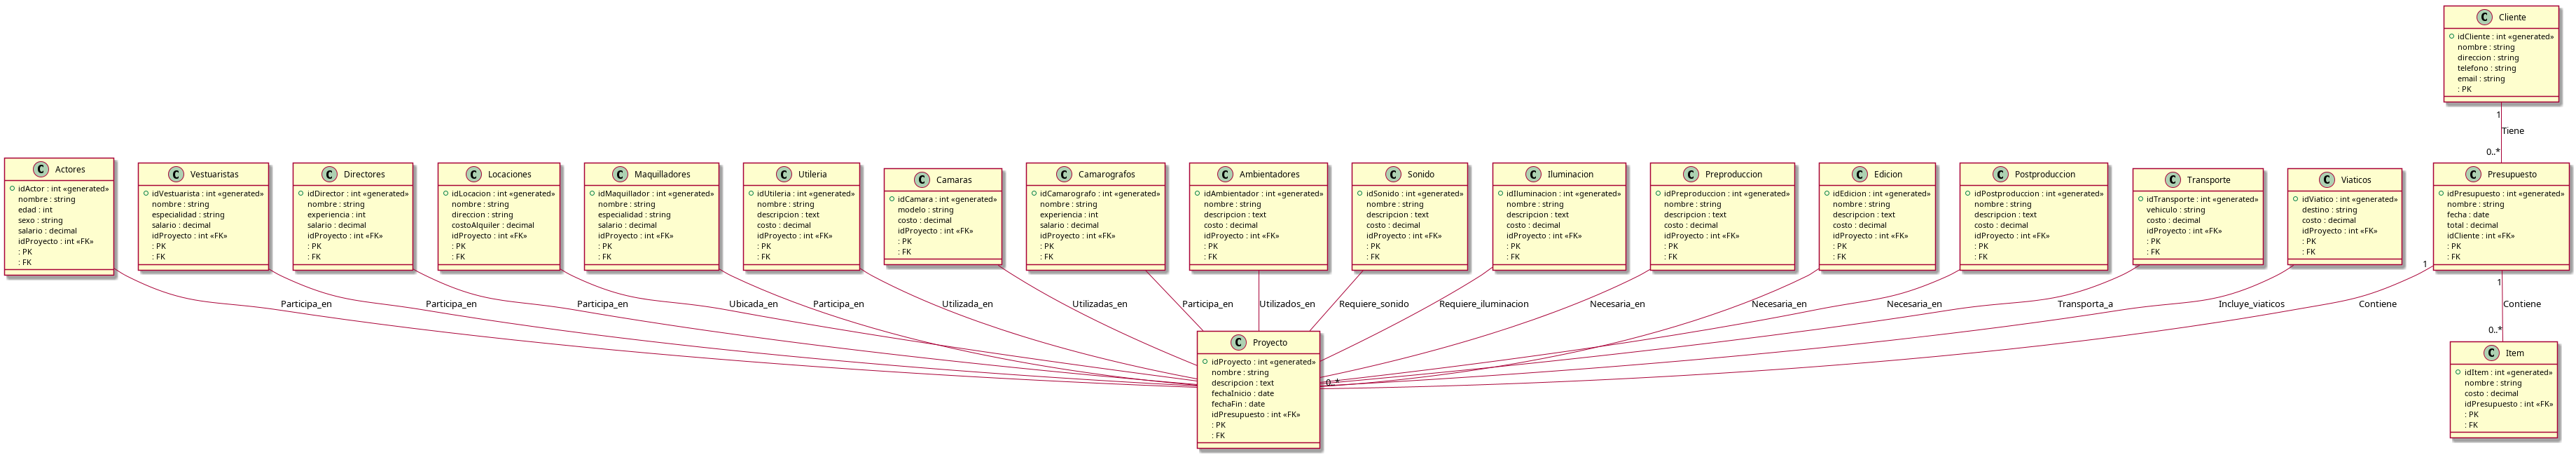 Cliente
idCliente : int «generated»
nombre : string
direccion : string
telefono : string
email : string
: PK
1
Tiene
0..*
Actores
idActor : int «generated»
nombre : string
edad : int
sexo : string
salario : decimal
idProyecto : int «FK»
: PK
: FK
Vestuaristas
idVestuarista : int «generated»
nombre : string
especialidad : string
salario : decimal
idProyecto : int «FK»
: PK
: FK
Directores
idDirector : int «generated»
nombre : string
experiencia : int
salario : decimal
idProyecto : int «FK»
: PK
: FK
Locaciones
idLocacion : int «generated»
nombre : string
direccion : string
costoAlquiler : decimal
idProyecto : int «FK»
: PK
: FK
Maquilladores
idMaquillador : int «generated»
nombre : string
especialidad : string
salario : decimal
idProyecto : int «FK»
: PK
: FK
Utileria
idUtileria : int «generated»
nombre : string
descripcion : text
costo : decimal
idProyecto : int «FK»
: PK
: FK
Camaras
idCamara : int «generated»
modelo : string
costo : decimal
idProyecto : int «FK»
: PK
: FK
Camarografos
idCamarografo : int «generated»
nombre : string
experiencia : int
salario : decimal
idProyecto : int «FK»
: PK
: FK
Ambientadores
idAmbientador : int «generated»
nombre : string
descripcion : text
costo : decimal
idProyecto : int «FK»
: PK
: FK
Sonido
idSonido : int «generated»
nombre : string
descripcion : text
costo : decimal
idProyecto : int «FK»
: PK
: FK
Iluminacion
idIluminacion : int «generated»
nombre : string
descripcion : text
costo : decimal
idProyecto : int «FK»
: PK
: FK
Preproduccion
idPreproduccion : int «generated»
nombre : string
descripcion : text
costo : decimal
idProyecto : int «FK»
: PK
: FK
Edicion
idEdicion : int «generated»
nombre : string
descripcion : text
costo : decimal
idProyecto : int «FK»
: PK
: FK
Postproduccion
idPostproduccion : int «generated»
nombre : string
descripcion : text
costo : decimal
idProyecto : int «FK»
: PK
: FK
Transporte
idTransporte : int «generated»
vehiculo : string
costo : decimal
idProyecto : int «FK»
: PK
: FK
Viaticos
idViatico : int «generated»
destino : string
costo : decimal
idProyecto : int «FK»
: PK
: FK
Presupuesto
idPresupuesto : int «generated»
nombre : string
fecha : date
total : decimal
idCliente : int «FK»
: PK
: FK
1
1
Participa_en
Participa_en
Participa_en
Ubicada_en
Participa_en
Utilizada_en
Utilizadas_en
Participa_en
Utilizados_en
Requiere_sonido
Requiere_iluminacion
Necesaria_en
Necesaria_en
Necesaria_en
Transporta_a
Incluye_viaticos
Contiene
Contiene
0..*
0..*
Proyecto
idProyecto : int «generated»
nombre : string
descripcion : text
fechaInicio : date
fechaFin : date
idPresupuesto : int «FK»
: PK
: FK
Item
idItem : int «generated»
nombre : string
costo : decimal
idPresupuesto : int «FK»
: PK
: FK